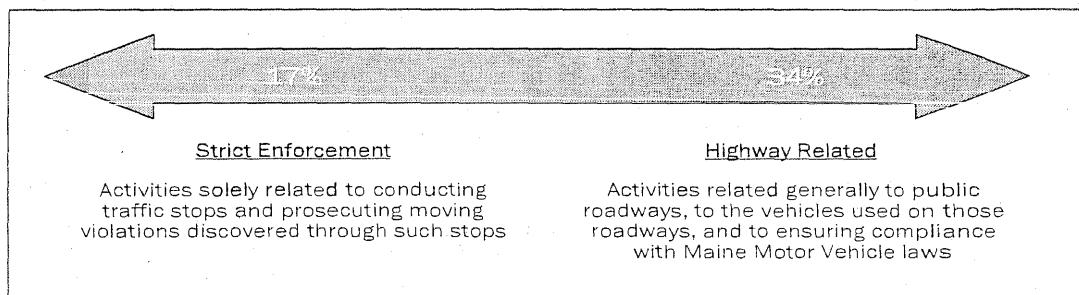 17% 34%
Strict Enforcement
Activities solely related to conducting
traffic stops and prosecuting moving
violations discovered through such stops
Highway Related
Activities related generally to public
roadways, to the vehicles used on those
roadways, and to ensuring compliance
with Maine Motor Vehicle laws